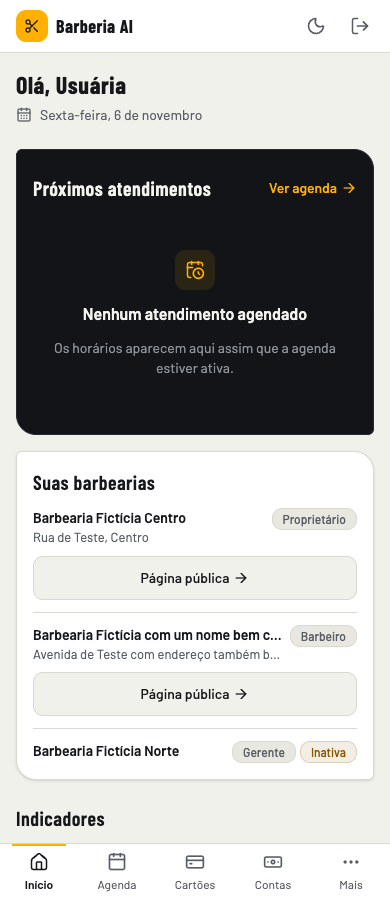 Barberia AI
Olá, Usuária
Sexta-feira, 6 de novembro
Próximos atendimentos
Ver agenda →
Nenhum atendimento agendado
Os horários aparecem aqui assim que a agenda
estiver ativa.
Suas barbearias
Barbearia Fictícia Centro
Proprietário
Rua de Teste, Centro
Página pública →
Barbearia Fictícia com um nome bem c...
Barbeiro
Avenida de Teste com endereço também b...
Página pública →
Barbearia Fictícia Norte
Gerente
Inativa
Indicadores
Início
Agenda
Cartões
Contas
Mais